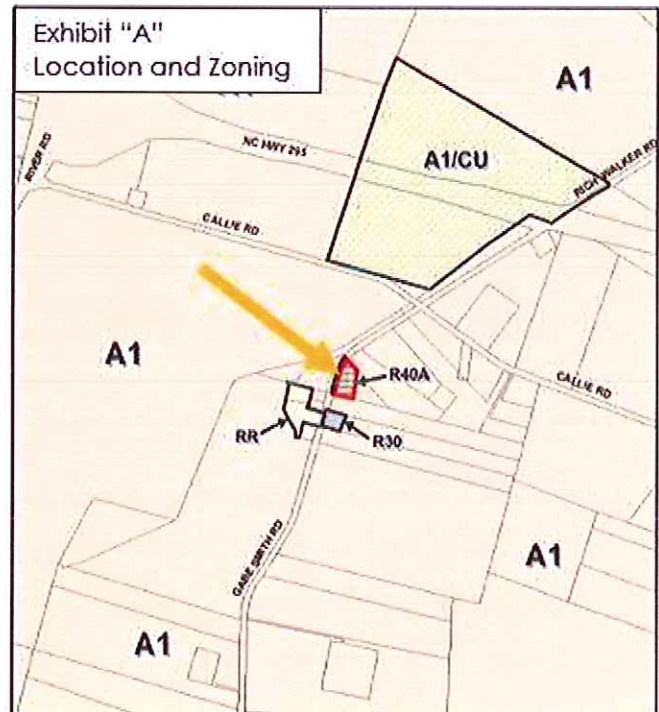 Exhibit "A"
Location and Zoning
A1
RIVER RD
NC HWY 295
A1/CU
RICH WALKER RD
CALLIE RD
A1
R40A
CALLIE RD
RR
R30
GABE SMITH RD
A1
A1